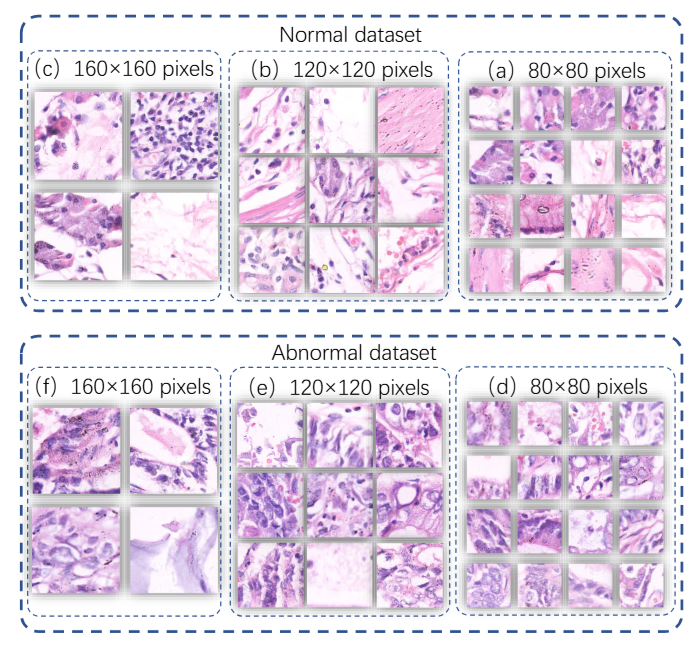 Normal dataset
(c) 160×160 pixels
(b) 120×120 pixels
(a) 80×80 pixels
Abnormal dataset
(f) 160×160 pixels
(e) 120×120 pixels
(d) 80×80 pixels